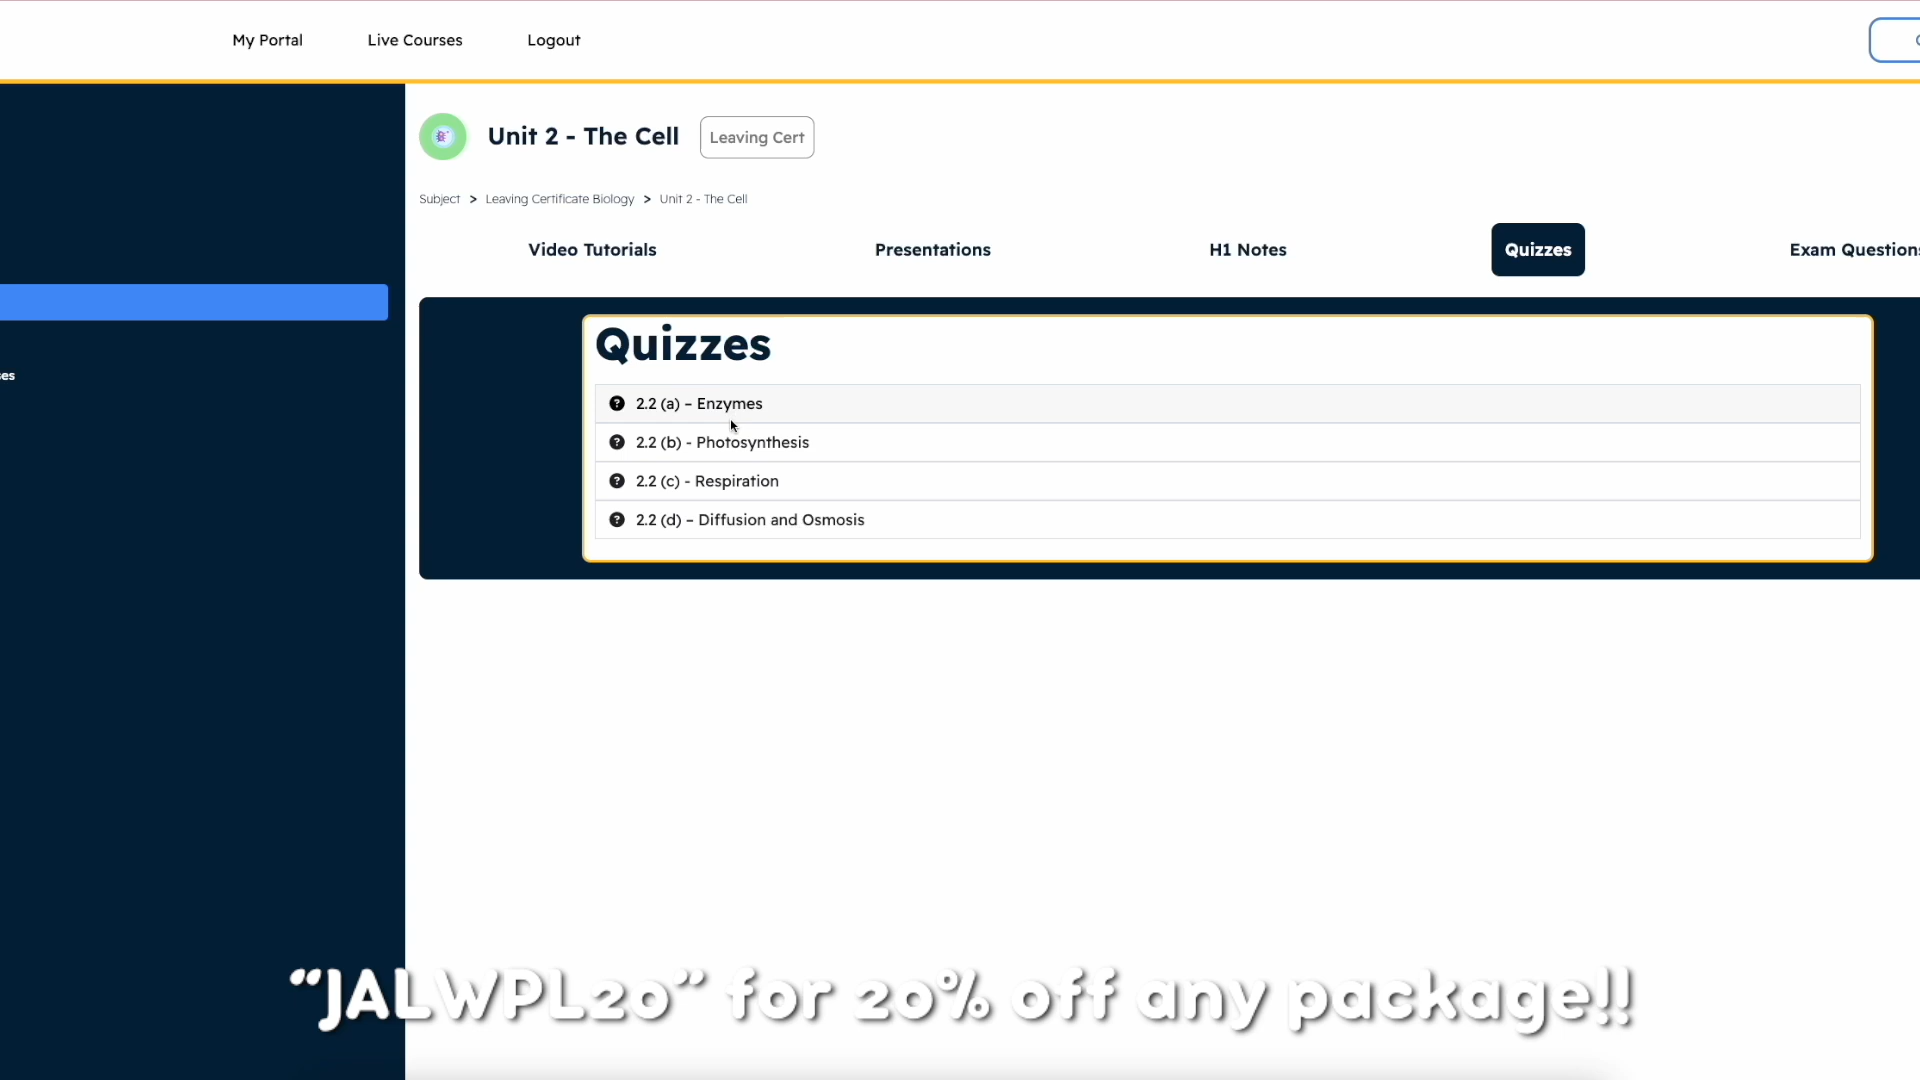 My Portal
Live Courses
Logout
Unit 2 - The Cell
Leaving Cert
Subject > Leaving Certificate Biology > Unit 2 - The Cell
Video Tutorials
Presentations
H1 Notes
Quizzes
Exam Questions
Quizzes
2.2 (a) – Enzymes
2.2 (b) - Photosynthesis
2.2 (c) - Respiration
2.2 (d) – Diffusion and Osmosis
“JALWPL20” for 20% off any package!!